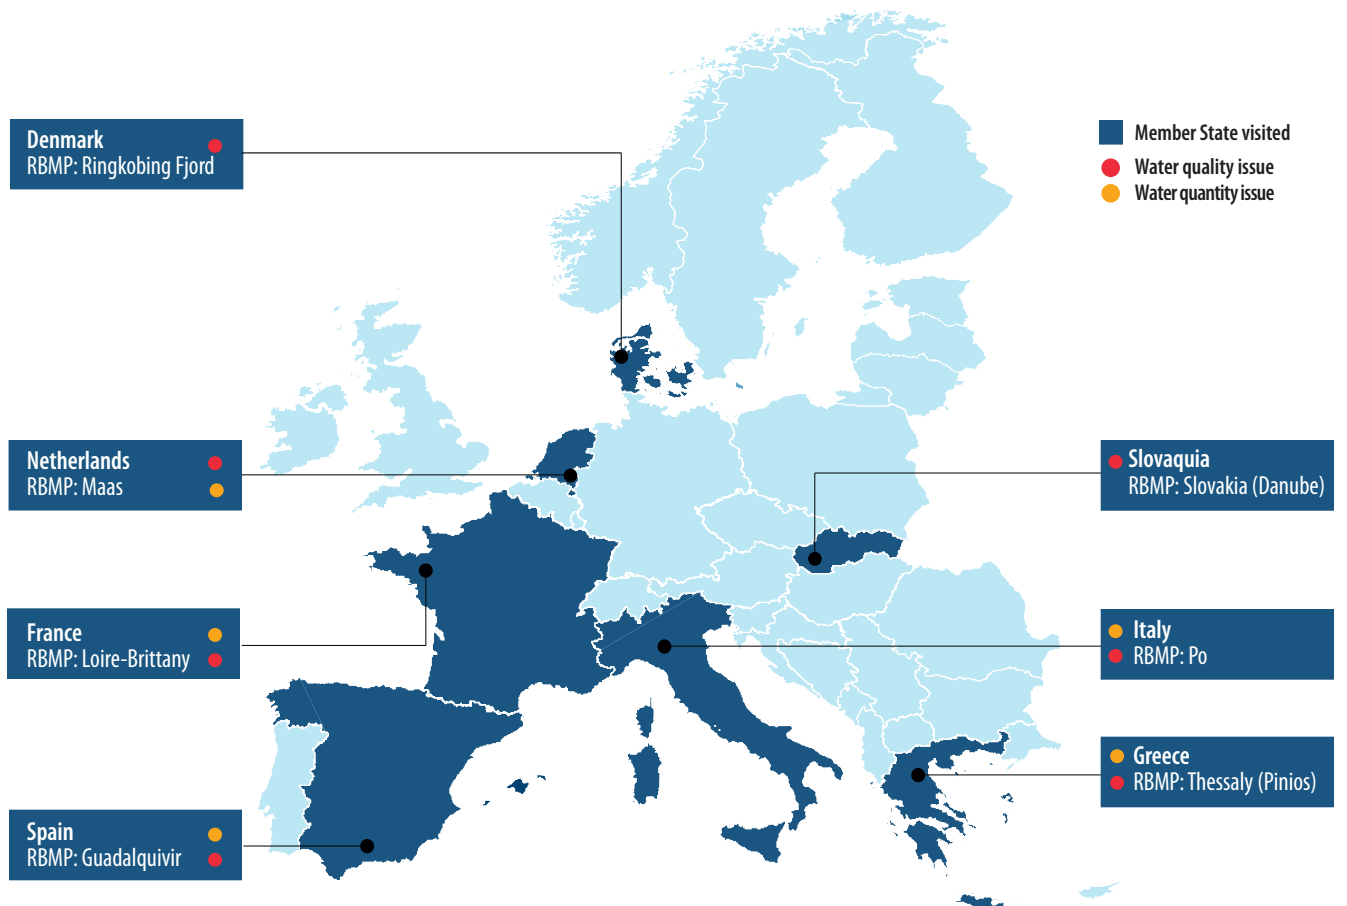 Denmark
RBMP: Ringkobing Fjord
Member State visited
Water quality issue
Water quantity issue
Netherlands
RBMP: Maas
Slovaquia
RBMP: Slovakia (Danube)
France
RBMP: Loire-Brittany
Italy
RBMP: Po
Greece
RBMP: Thessaly (Pinios)
Spain
RBMP: Guadalquivir